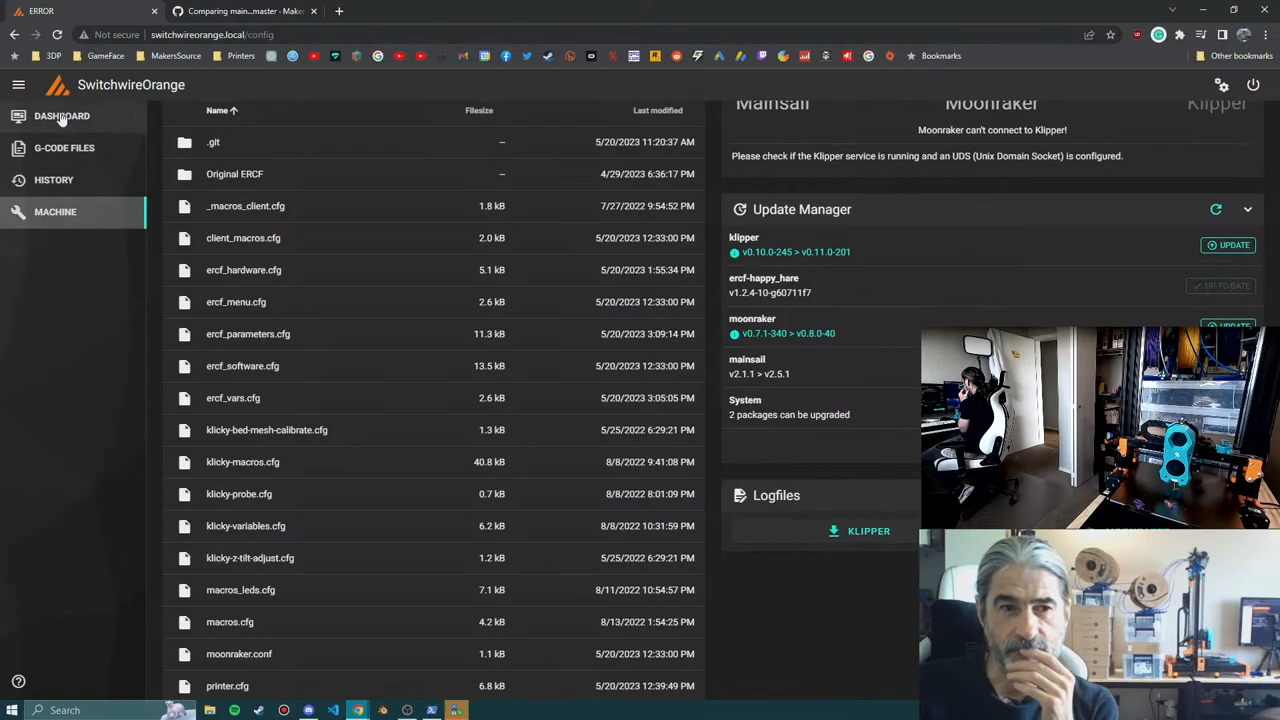 ERROR
Comparing main...master · Make
Not secure
switchwireorange.local/config
3DP
GameFace
MakersSource
Printers
Bookmarks
Other bookmarks
SwitchwireOrange
DASHBOARD
G-CODE FILES
HISTORY
MACHINE
Name
Filesize
Last modified
.git
--
5/20/2023 11:20:37 AM
Original ERCF
--
4/29/2023 6:36:17 PM
_macros_client.cfg
1.8 kB
7/27/2022 9:54:52 PM
client_macros.cfg
2.0 kB
5/20/2023 12:33:00 PM
ercf_hardware.cfg
5.1 kB
5/20/2023 1:55:34 PM
ercf_menu.cfg
2.6 kB
5/20/2023 12:33:00 PM
ercf_parameters.cfg
11.3 kB
5/20/2023 3:09:14 PM
ercf_software.cfg
13.5 kB
5/20/2023 12:33:00 PM
ercf_vars.cfg
2.6 kB
5/20/2023 3:05:05 PM
klicky-bed-mesh-calibrate.cfg
1.3 kB
5/25/2022 6:29:21 PM
klicky-macros.cfg
40.8 kB
8/8/2022 9:41:08 PM
klicky-probe.cfg
0.7 kB
8/8/2022 8:01:09 PM
klicky-variables.cfg
6.2 kB
8/8/2022 10:31:59 PM
klicky-z-tilt-adjust.cfg
1.2 kB
5/25/2022 6:29:21 PM
macros_leds.cfg
7.1 kB
8/11/2022 10:54:57 PM
macros.cfg
4.2 kB
8/13/2022 1:54:25 PM
moonraker.conf
1.1 kB
5/20/2023 12:33:00 PM
printer.cfg
6.8 kB
5/20/2023 12:39:49 PM
Mainsail
Moonraker
Klipper
Moonraker can't connect to Klipper!
Please check if the Klipper service is running and an UDS (Unix Domain Socket) is configured.
Update Manager
klipper
v0.10.0-245 > v0.11.0-201
UPDATE
ercf-happy_hare
v1.2.4-10-g60711f7
UP-TO-DATE
moonraker
v0.7.1-340 > v0.8.0-40
UPDATE
mainsail
v2.1.1 > v2.5.1
System
2 packages can be upgraded
Logfiles
KLIPPER
Search